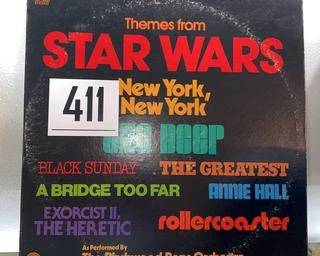 Themes from
STAR WARS
New York,
New York
411
BLACK SUNDAY
THE GREATEST
A BRIDGE TOO FAR
ANNIE HALL
EXORCIST II,
THE HERETIC
rollercoaster
As Performed By